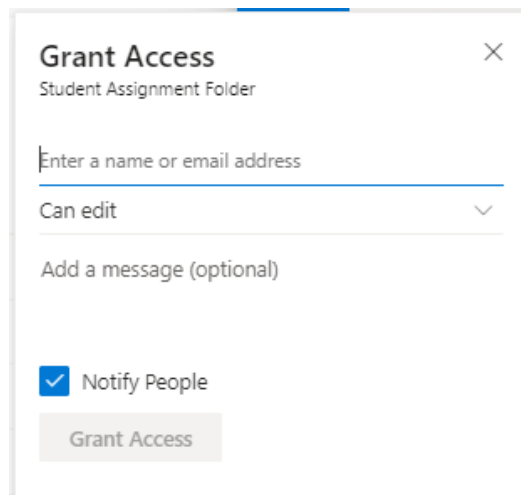 Grant Access
Student Assignment Folder
Enter a name or email address
Can edit
Add a message (optional)
Notify People
Grant Access